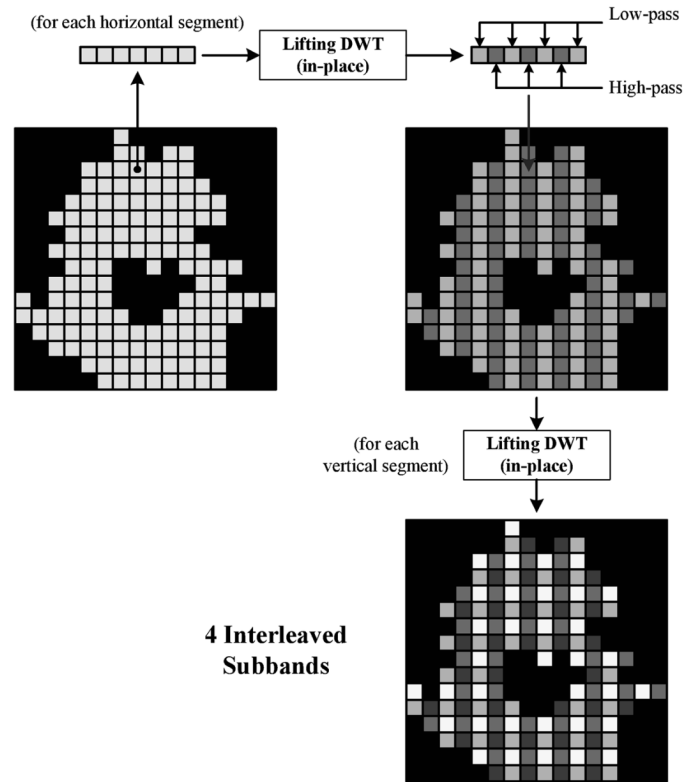 (for each horizontal segment)
Lifting DWT
(in-place)
Low-pass
High-pass
(for each
vertical segment)
Lifting DWT
(in-place)
4 Interleaved
Subbands